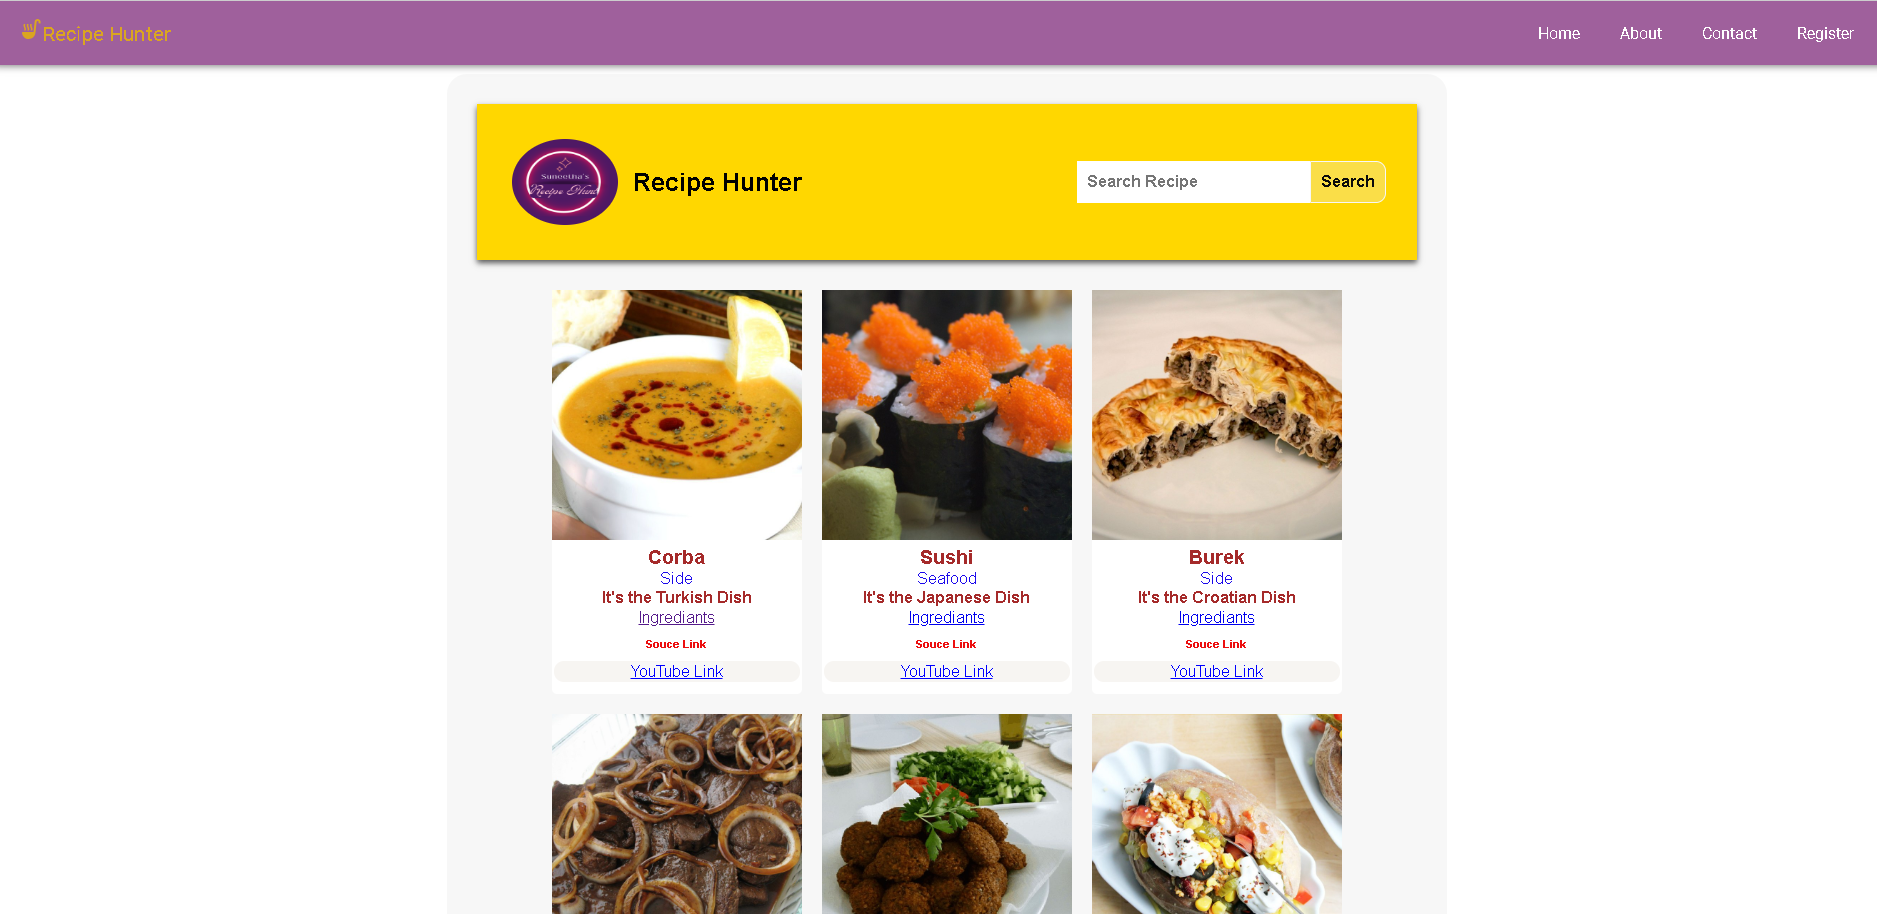 Recipe Hunter
Home About Contact Register
Suneetha's
Recipe Hunt
Recipe Hunter
Search Recipe Search
Corba
Side
It's the Turkish Dish
Ingrediants
Souce Link
YouTube Link
Sushi
Seafood
It's the Japanese Dish
Ingrediants
Souce Link
YouTube Link
Burek
Side
It's the Croatian Dish
Ingrediants
Souce Link
YouTube Link